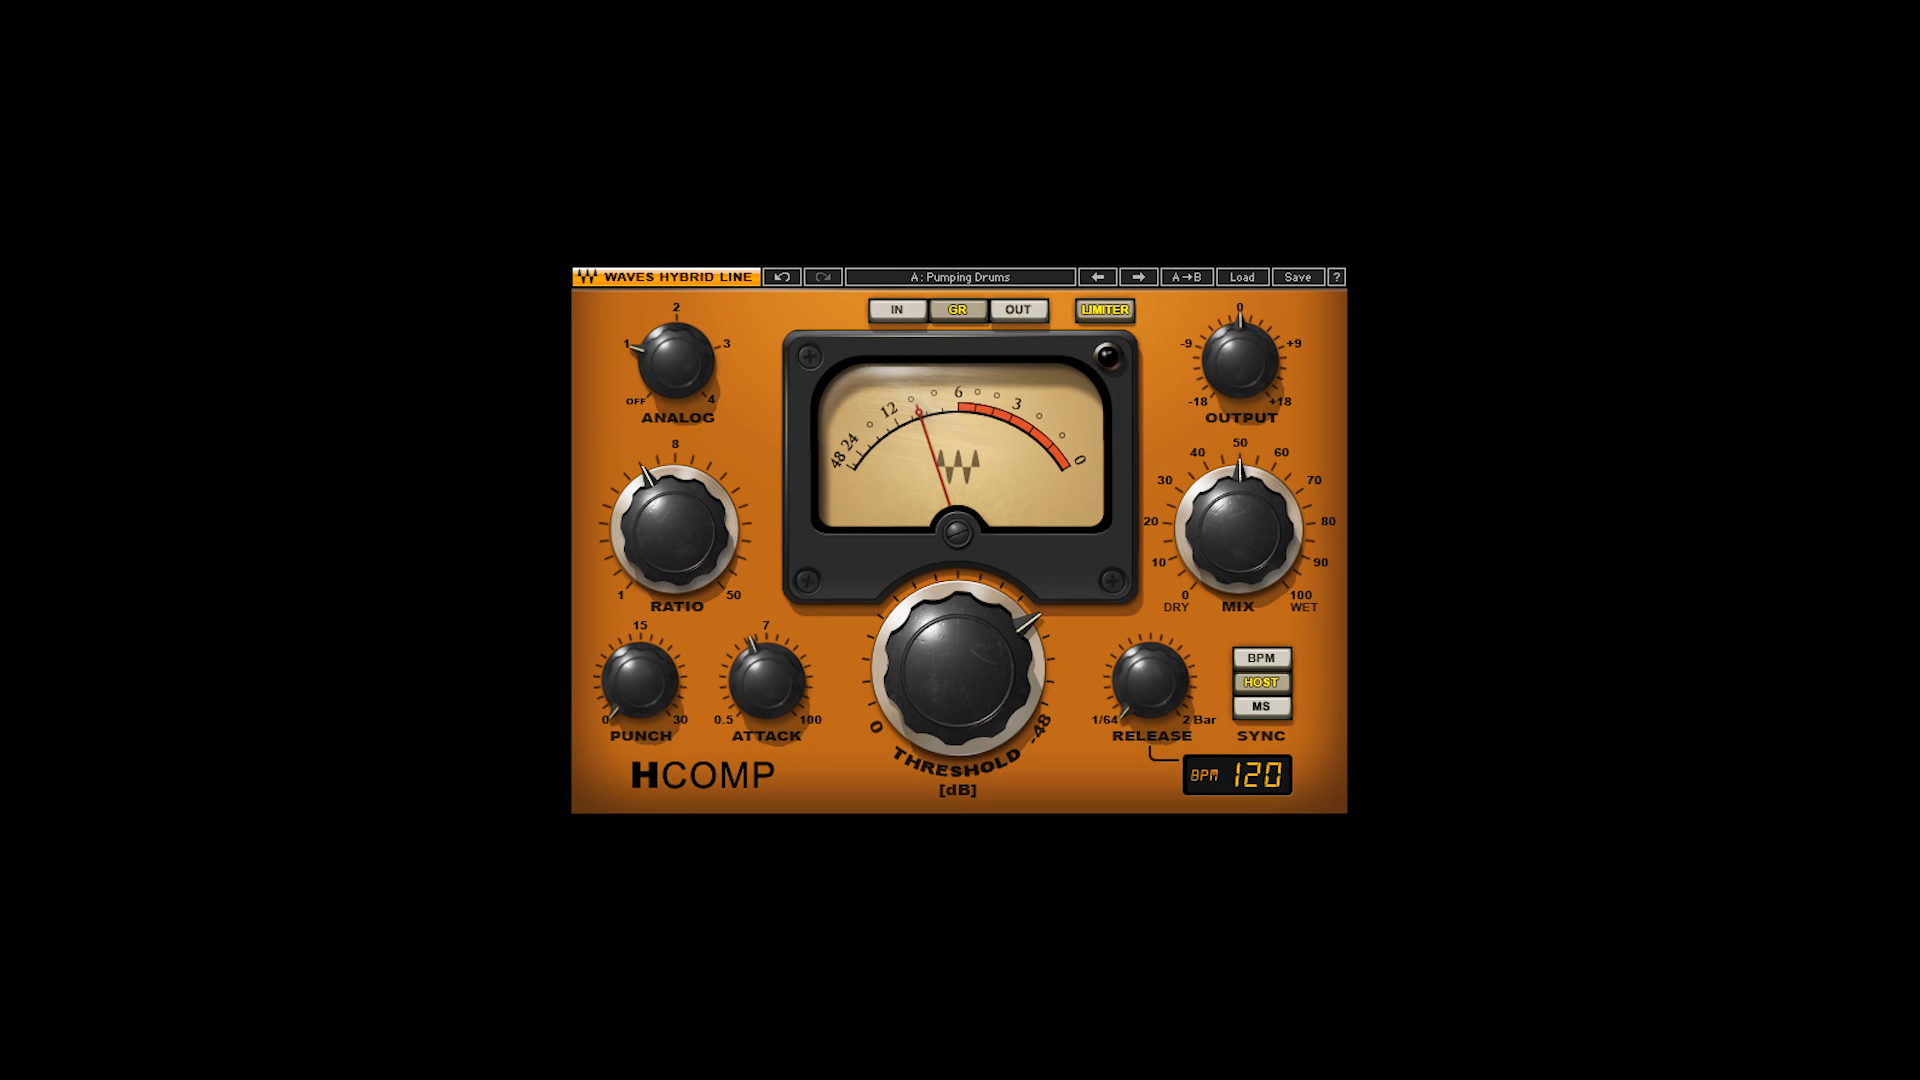 WAVES HYBRID LINE A: Pumping Drums A→B Load Save ?
IN GR OUT LIMITER
OFF 1 2 3 4
ANALOG
48 24 12 6 3 0
-18 -9 0 +9 +18
OUTPUT
1 8 50
RATIO
0 10 20 30 40 50 60 70 80 90 100
DRY MIX WET
0 15 30
PUNCH
0.5 7 100
ATTACK
0 -48
THRESHOLD
[dB]
1/64 2 Bar
RELEASE
BPM
HOST
MS
SYNC
HCOMP
BPM 120